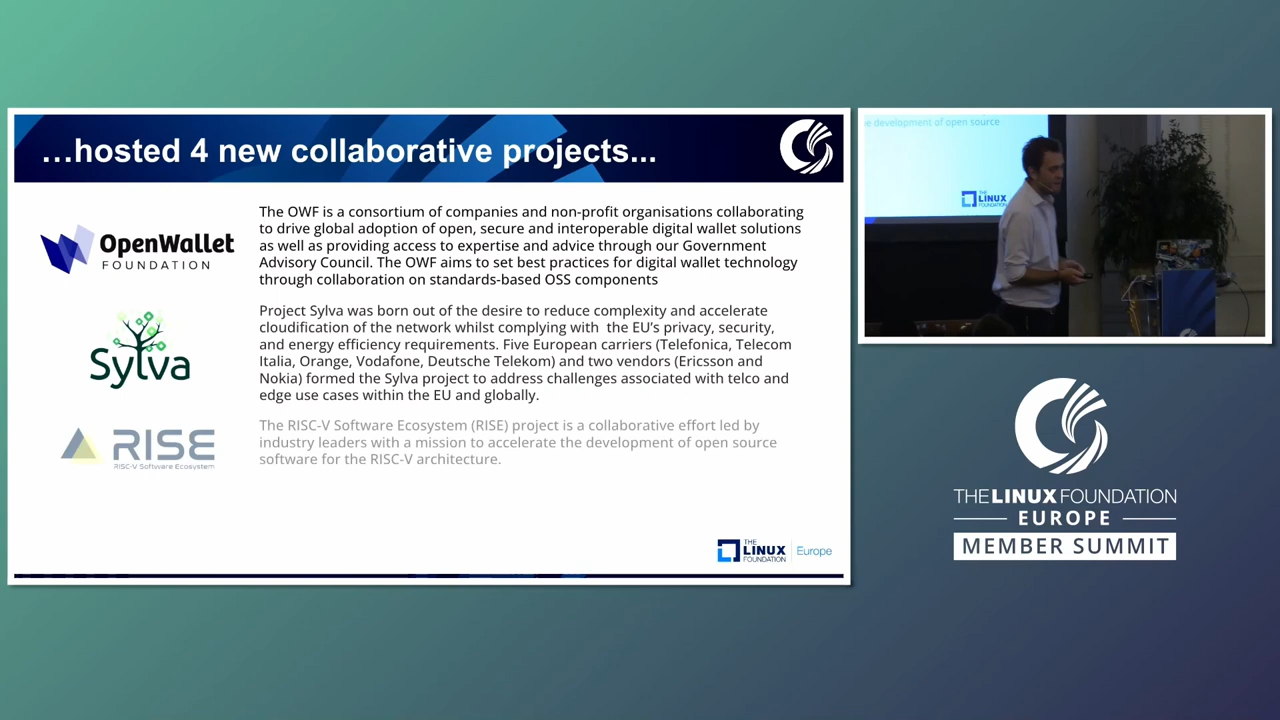 ...hosted 4 new collaborative projects...
OpenWallet
FOUNDATION
The OWF is a consortium of companies and non-profit organisations collaborating
to drive global adoption of open, secure and interoperable digital wallet solutions
as well as providing access to expertise and advice through our Government
Advisory Council. The OWF aims to set best practices for digital wallet technology
through collaboration on standards-based OSS components
Sylva
Project Sylva was born out of the desire to reduce complexity and accelerate
cloudification of the network whilst complying with the EU's privacy, security,
and energy efficiency requirements. Five European carriers (Telefonica, Telecom
Italia, Orange, Vodafone, Deutsche Telekom) and two vendors (Ericsson and
Nokia) formed the Sylva project to address challenges associated with telco and
edge use cases within the EU and globally.
RISE
RISC-V Software Ecosystem
The RISC-V Software Ecosystem (RISE) project is a collaborative effort led by
industry leaders with a mission to accelerate the development of open source
software for the RISC-V architecture.
THE
LINUX
FOUNDATION
Europe
development of open source
THE
LINUX
FOUNDATION
THE LINUX FOUNDATION
EUROPE
MEMBER SUMMIT